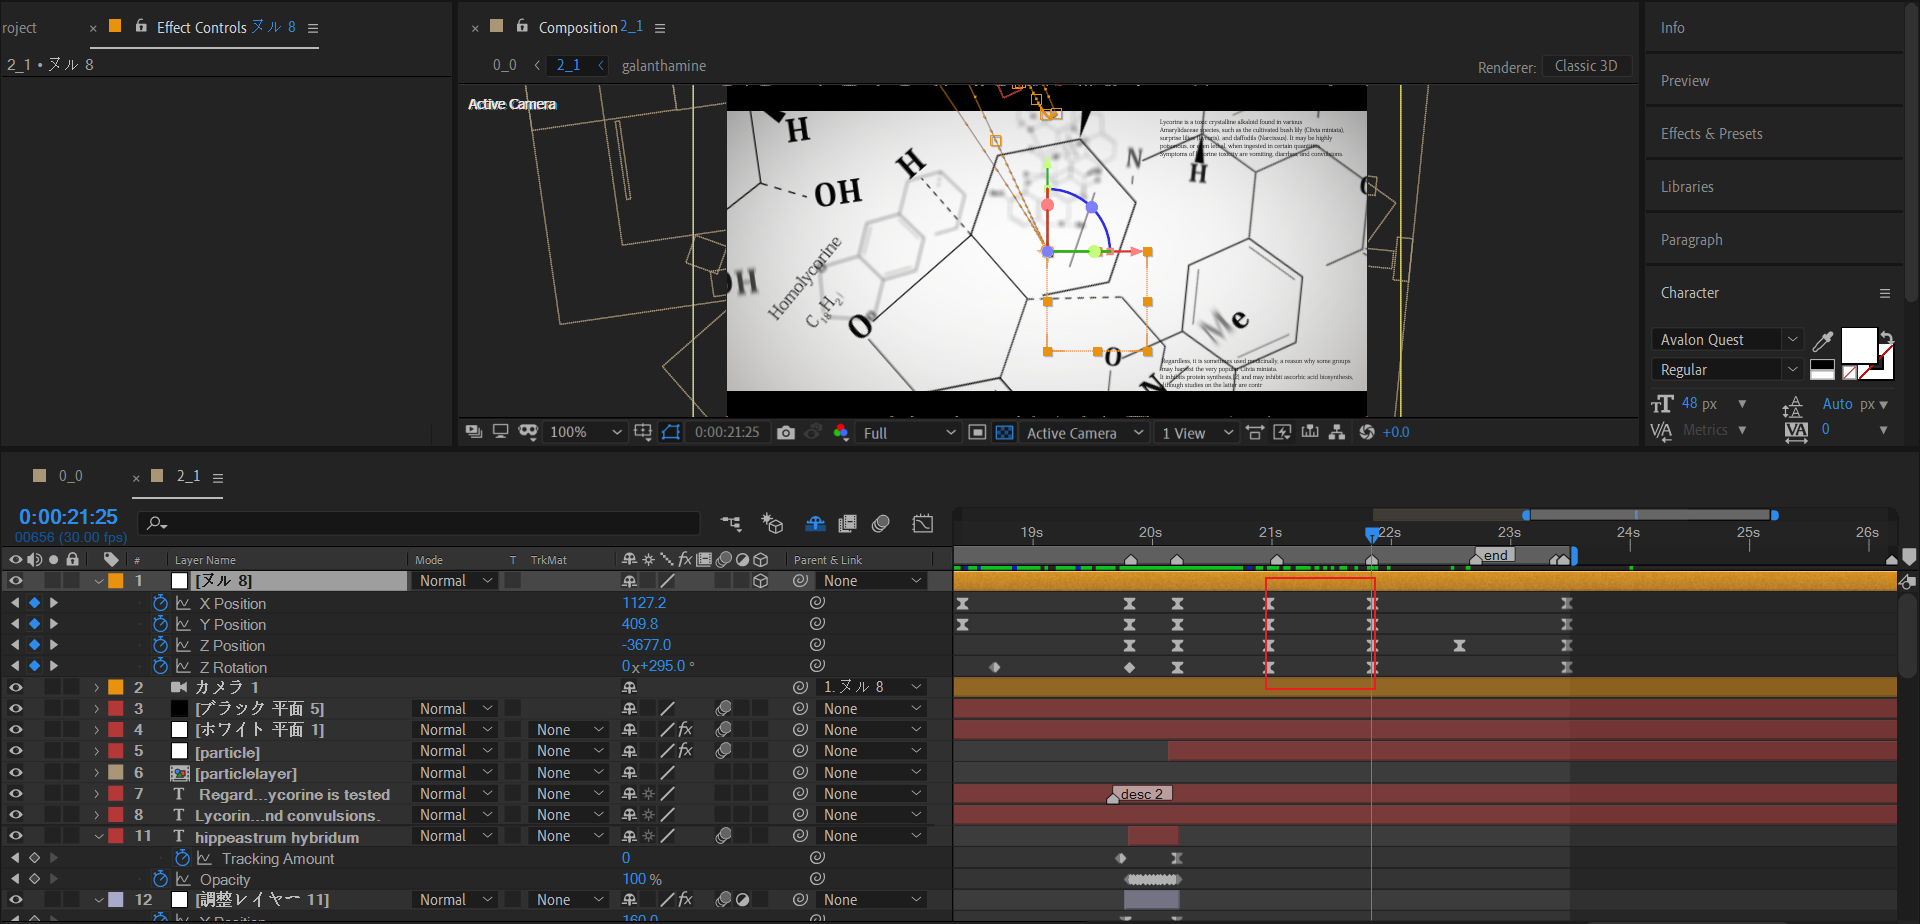 roject
× Effect Controls ヌル 8
2_1 • ヌル 8
× Composition 2_1
0_0 < 2_1 < galanthamine
Renderer: Classic 3D
Active Camera
H
H
OH
N
H
OH
Homolycorine
C18H21
O
Me
O
N
Lycorine is a toxic crystalline alkaloid found in various
Amaryllidaceae species, such as the cultivated bush lily (Clivia miniata),
surprise lilies and daffodils (Narcissus). It may be highly
poisonous, or even lethal, when ingested in certain quantities
Symptoms of lycorine toxicity are vomiting, diarrhea, and convulsions.
Regardless, it is sometimes used medicinally, a reason why some groups
may harvest the very popular Clivia miniata.
It inhibits protein synthesis,[2] and may inhibit ascorbic acid biosynthesis,
although studies on the latter are contr
100%
0:00:21:25
Full
Active Camera
1 View
+0.0
Info
Preview
Effects & Presets
Libraries
Paragraph
Character
Avalon Quest
Regular
48 px
Auto px
Metrics
0
0_0
× 2_1
0:00:21:25
00656 (30.00 fps)
# Layer Name Mode T TrkMat Parent & Link
19s 20s 21s 22s 23s 24s 25s 26s
end
1 [ヌル 8] Normal None
X Position 1127.2
Y Position 409.8
Z Position -3677.0
Z Rotation 0x+295.0 °
2 カメラ 1 1. ヌル 8
3 [ブラック 平面 5] Normal None
4 [ホワイト 平面 1] Normal None None
5 [particle] Normal None None
6 [particlelayer] Normal None None
7 T Regard...ycorine is tested Normal None None
desc 2
8 T Lycorin...nd convulsions. Normal None None
11 T hippeastrum hybridum Normal None None
Tracking Amount 0
Opacity 100 %
12 [調整レイヤー 11] Normal None None
X Position 160.0